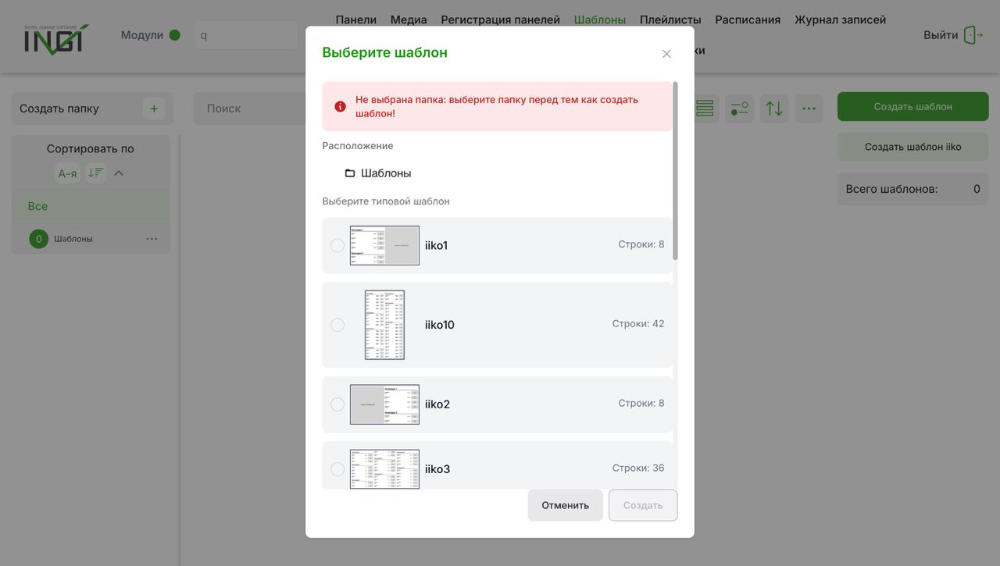 DIGITAL SIGNAGE SOFTWARE
INGI
Модули
q
Панели Медиа Регистрация панелей Шаблоны Плейлисты Расписания Журнал записей
ки
Выйти
Создать папку +
Поиск
Сортировать по
А-я
Все
0 Шаблоны
Создать шаблон
Создать шаблон iiko
Всего шаблонов: 0
Выберите шаблон
Не выбрана папка: выберите папку перед тем как создать
шаблон!
Расположение
Шаблоны
Выберите типовой шаблон
iiko1 Строки: 8
iiko10 Строки: 42
iiko2 Строки: 8
iiko3 Строки: 36
Отменить Создать